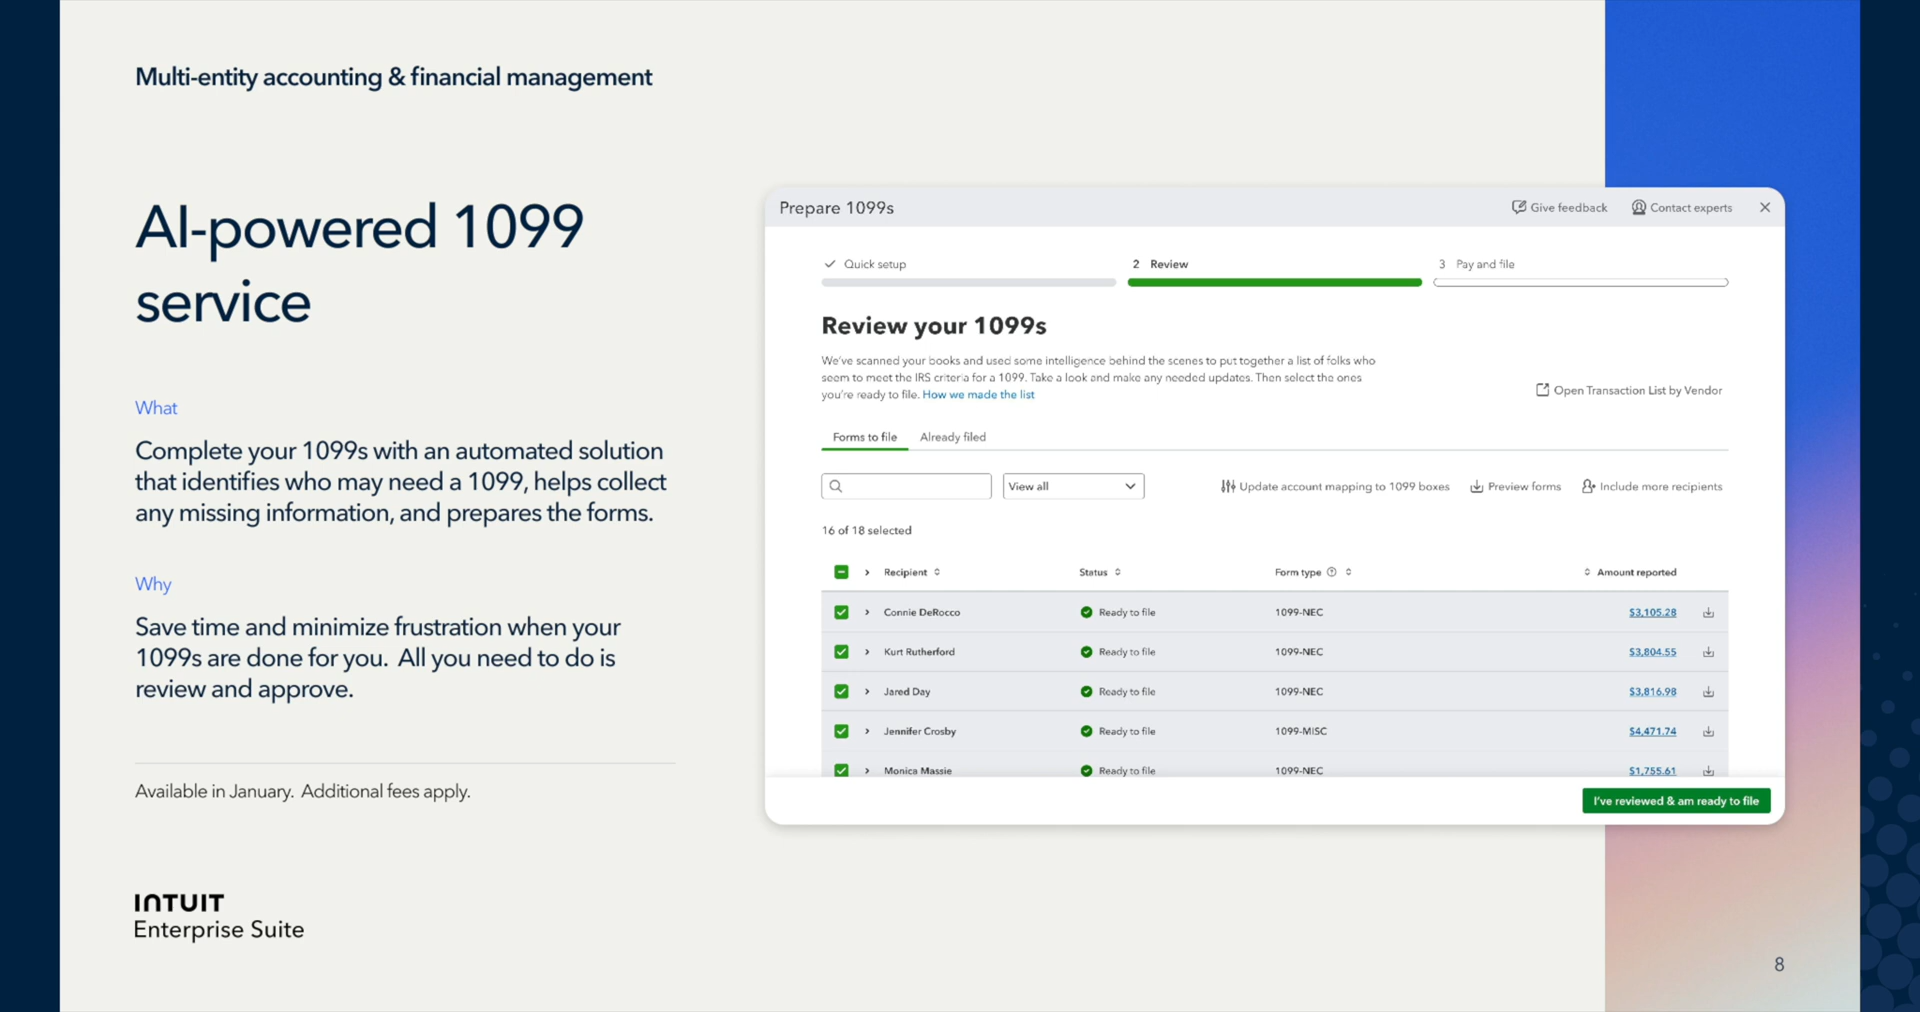 Multi-entity accounting & financial management
AI-powered 1099
service
What
Complete your 1099s with an automated solution
that identifies who may need a 1099, helps collect
any missing information, and prepares the forms.
Why
Save time and minimize frustration when your
1099s are done for you.  All you need to do is
review and approve.
Available in January.  Additional fees apply.
INTUIT
Enterprise Suite
Prepare 1099s
Give feedback
Contact experts
Quick setup
2 Review
3 Pay and file
Review your 1099s
We've scanned your books and used some intelligence behind the scenes to put together a list of folks who
seem to meet the IRS criteria for a 1099. Take a look and make any needed updates. Then select the ones
you're ready to file. How we made the list
Open Transaction List by Vendor
Forms to file
Already filed
View all
Update account mapping to 1099 boxes
Preview forms
Include more recipients
16 of 18 selected
Recipient Status Form type Amount reported
Connie DeRocco Ready to file 1099-NEC $3,105.28
Kurt Rutherford Ready to file 1099-NEC $3,804.55
Jared Day Ready to file 1099-NEC $3,816.98
Jennifer Crosby Ready to file 1099-MISC $4,471.74
Monica Massie Ready to file 1099-NEC $1,755.61
I've reviewed & am ready to file
8